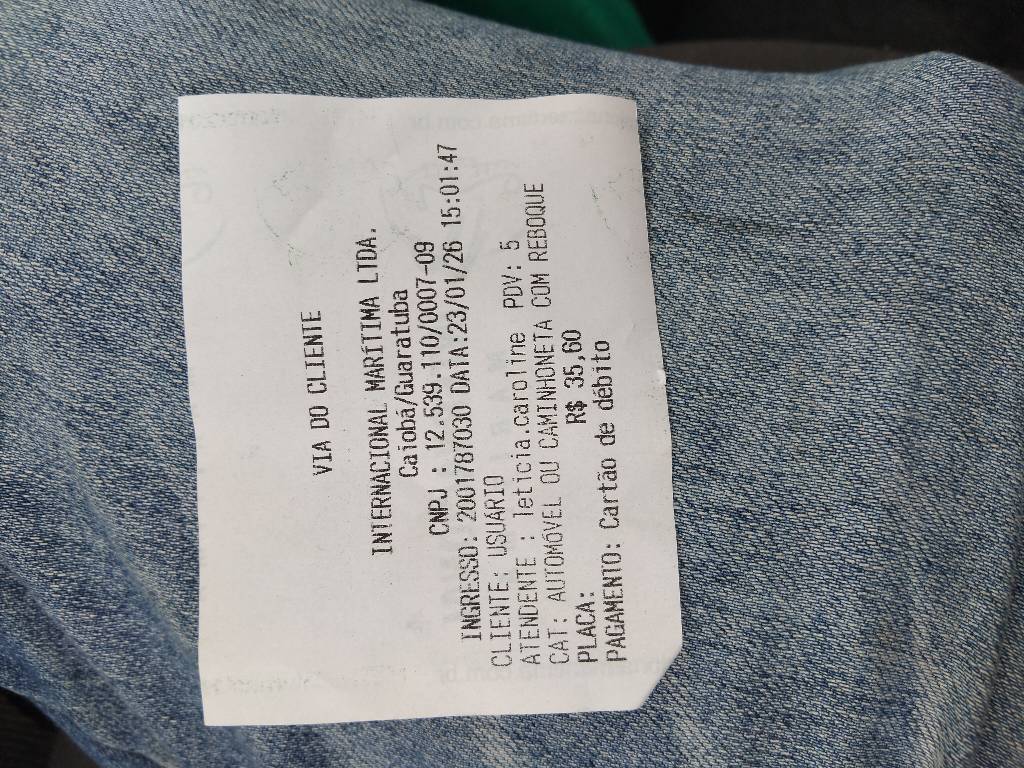 VIA DO CLIENTE
INTERNACIONAL MARÍTIMA LTDA.
Caiobá/Guaratuba
CNPJ : 12.539.110/0007-09
INGRESSO: 2001787030 DATA:23/01/26 15:01:47
CLIENTE: USUÁRIO
ATENDENTE : leticia.caroline PDV: 5
CAT: AUTOMÓVEL OU CAMINHONETA COM REBOQUE
PLACA:
R$ 35,60
PAGAMENTO: Cartão de débito